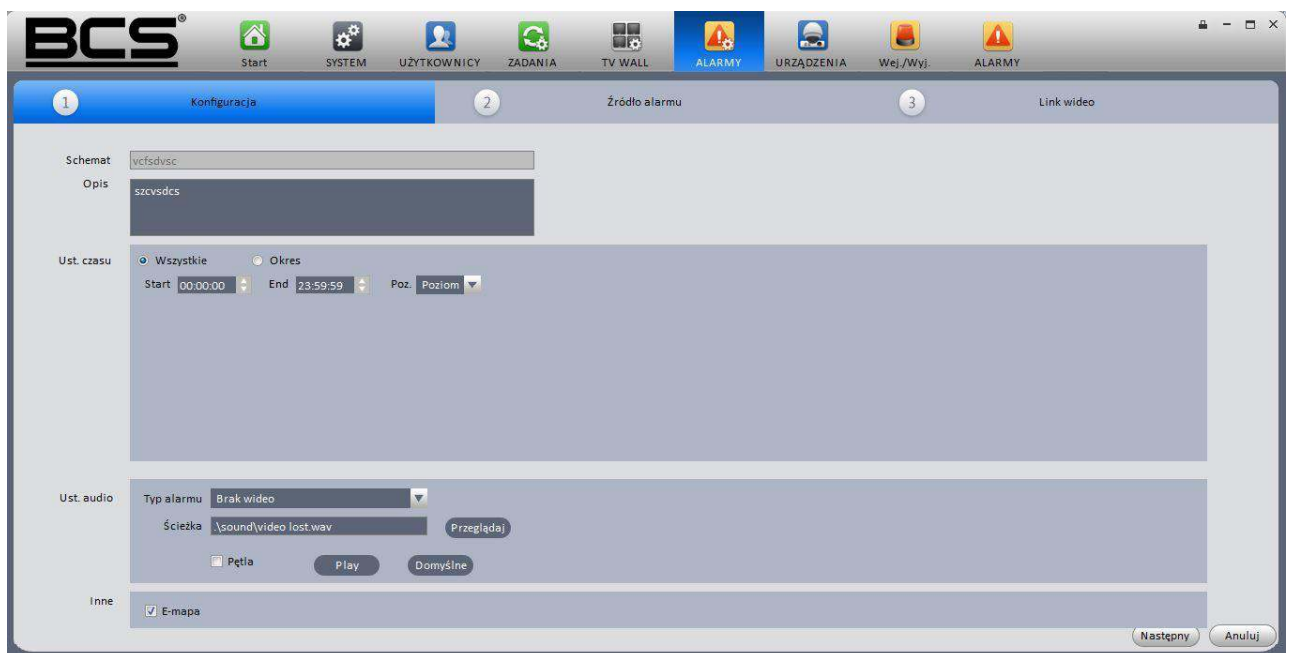 BCS®
Start SYSTEM UŻYTKOWNICY ZADANIA TV WALL ALARMY URZĄDZENIA Wej./Wyj. ALARMY
1 Konfiguracja 2 Źródło alarmu 3 Link wideo
Schemat vcfsdvsc
Opis szcvsdcs
Ust. czasu Wszystkie Okres
Start 00:00:00 End 23:59:59 Poz. Poziom
Ust. audio Typ alarmu Brak wideo
Ścieżka .\sound\video lost.wav Przeglądaj
Pętla Play Domyślne
Inne E-mapa
Następny Anuluj